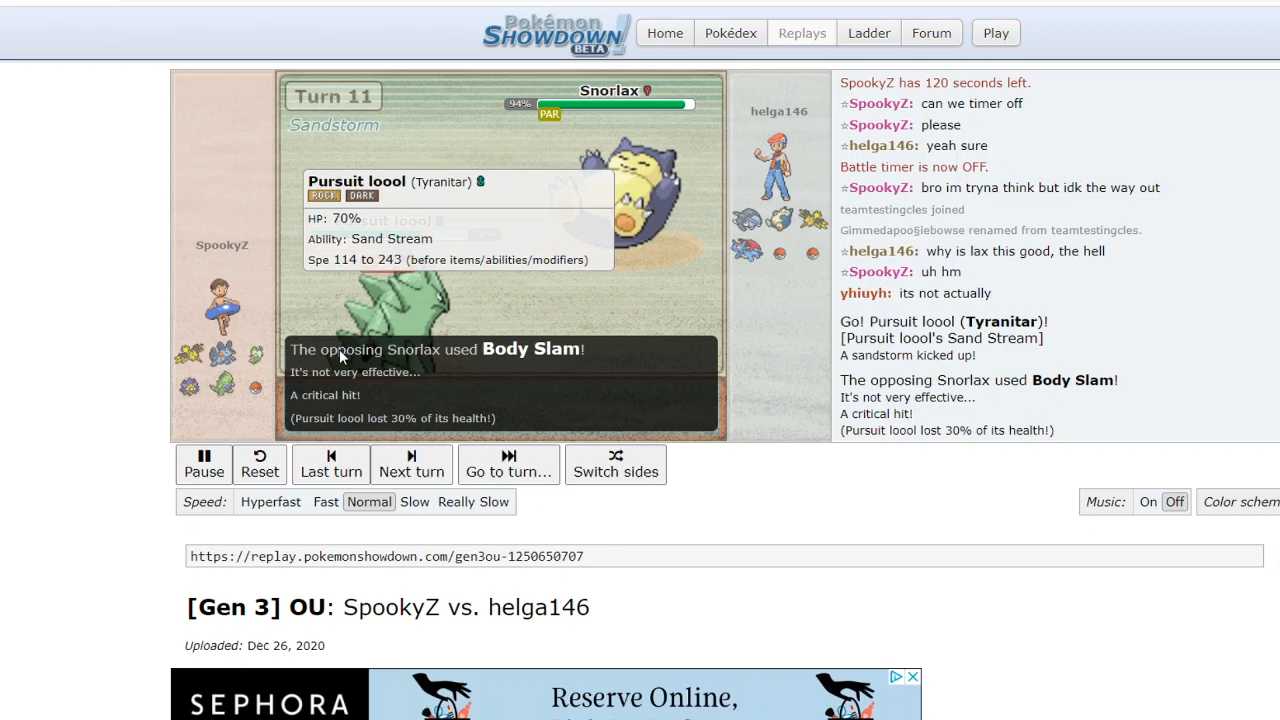 Pokémon
SHOWDOWN!
BETA
Home
Pokédex
Replays
Ladder
Forum
Play
Turn 11
Sandstorm
Snorlax
94%
PAR
Pursuit loool (Tyranitar)
ROCK DARK
HP: 70%
Ability: Sand Stream
Spe 114 to 243 (before items/abilities/modifiers)
The opposing Snorlax used Body Slam!
It's not very effective...
A critical hit!
(Pursuit loool lost 30% of its health!)
SpookyZ
helga146
SpookyZ has 120 seconds left.
☆SpookyZ: can we timer off
☆SpookyZ: please
☆helga146: yeah sure
Battle timer is now OFF.
☆SpookyZ: bro im tryna think but idk the way out
teamtestingcles joined
Gimmedapoo§iebowse renamed from teamtestingcles.
☆helga146: why is lax this good, the hell
☆SpookyZ: uh hm
yhiuyh: its not actually
Go! Pursuit loool (Tyranitar)!
[Pursuit loool's Sand Stream]
A sandstorm kicked up!
The opposing Snorlax used Body Slam!
It's not very effective...
A critical hit!
(Pursuit loool lost 30% of its health!)
Pause
Reset
Last turn
Next turn
Go to turn...
Switch sides
Speed: Hyperfast Fast Normal Slow Really Slow
Music: On Off
Color schem
https://replay.pokemonshowdown.com/gen3ou-1250650707
[Gen 3] OU: SpookyZ vs. helga146
Uploaded: Dec 26, 2020
SEPHORA
Reserve Online,